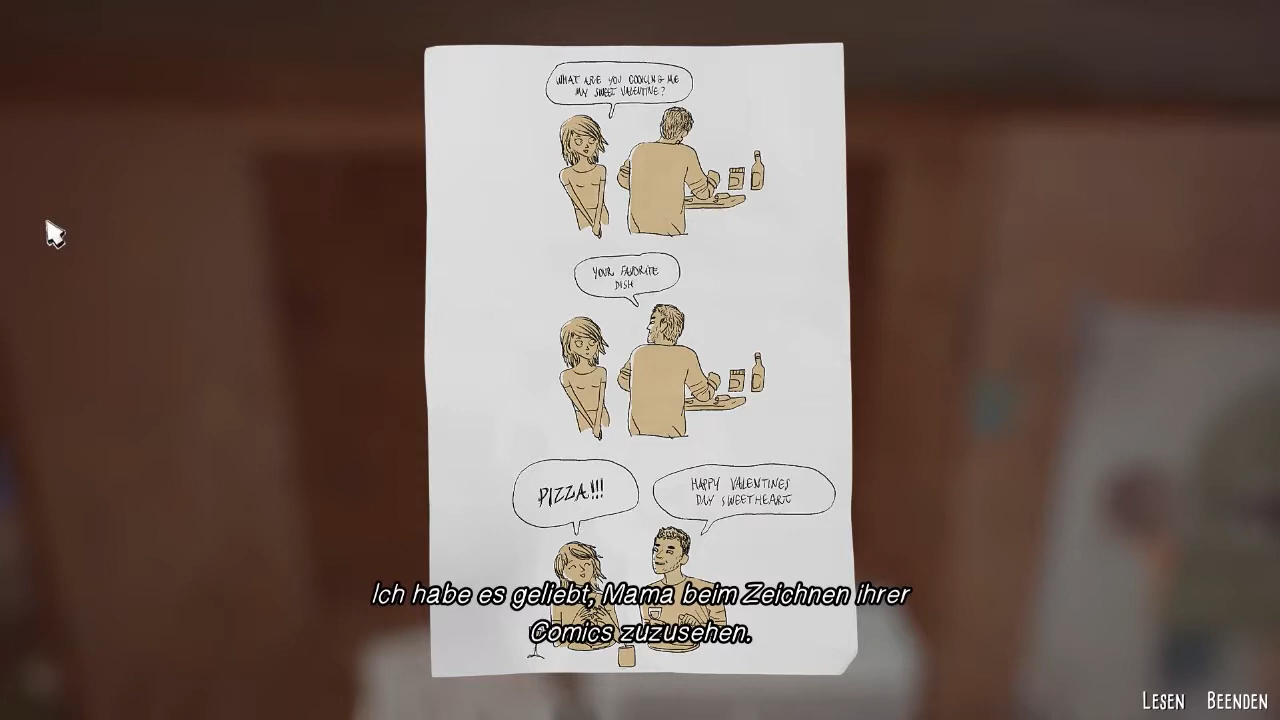 WHAT ARE YOU COOKING ME
MY SWEET VALENTINE?
YOUR FAVORITE
DISH
PIZZA!!!
HAPPY VALENTINES
DAY SWEETHEART
Ich habe es geliebt, Mama beim Zeichnen ihrer
Comics zuzusehen.
LESEN BEENDEN